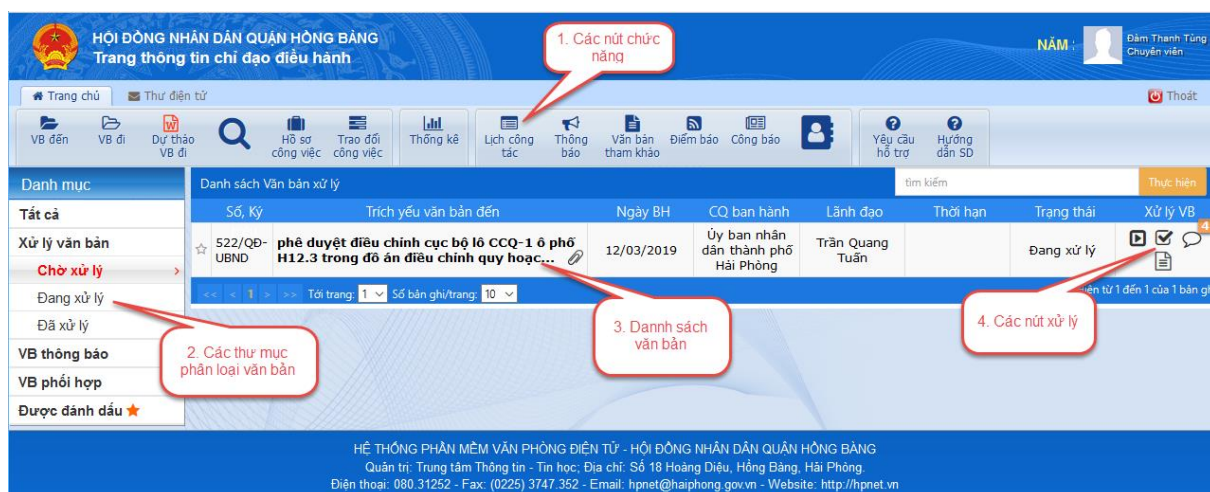 HỘI ĐỒNG NHÂN DÂN QUẬN HỒNG BÀNG
Trang thông tin chỉ đạo điều hành
1. Các nút chức
năng
NĂM :
Đàm Thanh Tùng
Chuyên viên
Trang chủ
Thư điện tử
Thoát
VB đến
VB đi
Dự thảo
VB đi
Hồ sơ
công việc
Trao đổi
công việc
Thống kê
Lịch công
tác
Thông
báo
Văn bản
tham khảo
Điểm báo
Công báo
Yêu cầu
hỗ trợ
Hướng
dẫn SD
Danh mục
Danh sách Văn bản xử lý
tìm kiếm
Thực hiện
Tất cả
Số, Ký
Trích yếu văn bản đến
Ngày BH
CQ ban hành
Lãnh đạo
Thời hạn
Trạng thái
Xử lý VB
Xử lý văn bản
522/QĐ-
UBND
phê duyệt điều chỉnh cục bộ lô CCQ-1 ô phố
H12.3 trong đồ án điều chỉnh quy hoạc...
12/03/2019
Ủy ban nhân
dân thành phố
Hải Phòng
Trần Quang
Tuấn
Đang xử lý
4
Chờ xử lý
Đang xử lý
<< < 1 > >> Tới trang: 1 Số bản ghi/trang: 10
từ 1 đến 1 của 1 bản gh
Đã xử lý
2. Các thư mục
phân loại văn bản
3. Dannh sách
văn bản
4. Các nút xử lý
VB thông báo
VB phối hợp
Được đánh dấu
HỆ THỐNG PHẦN MỀM VĂN PHÒNG ĐIỆN TỬ - HỘI ĐỒNG NHÂN DÂN QUẬN HỒNG BÀNG
Quản trị: Trung tâm Thông tin - Tin học; Địa chỉ: Số 18 Hoàng Diệu, Hồng Bàng, Hải Phòng.
Điện thoại: 080.31252 - Fax: (0225) 3747.352 - Email: hpnet@haiphong.gov.vn - Website: http://hpnet.vn